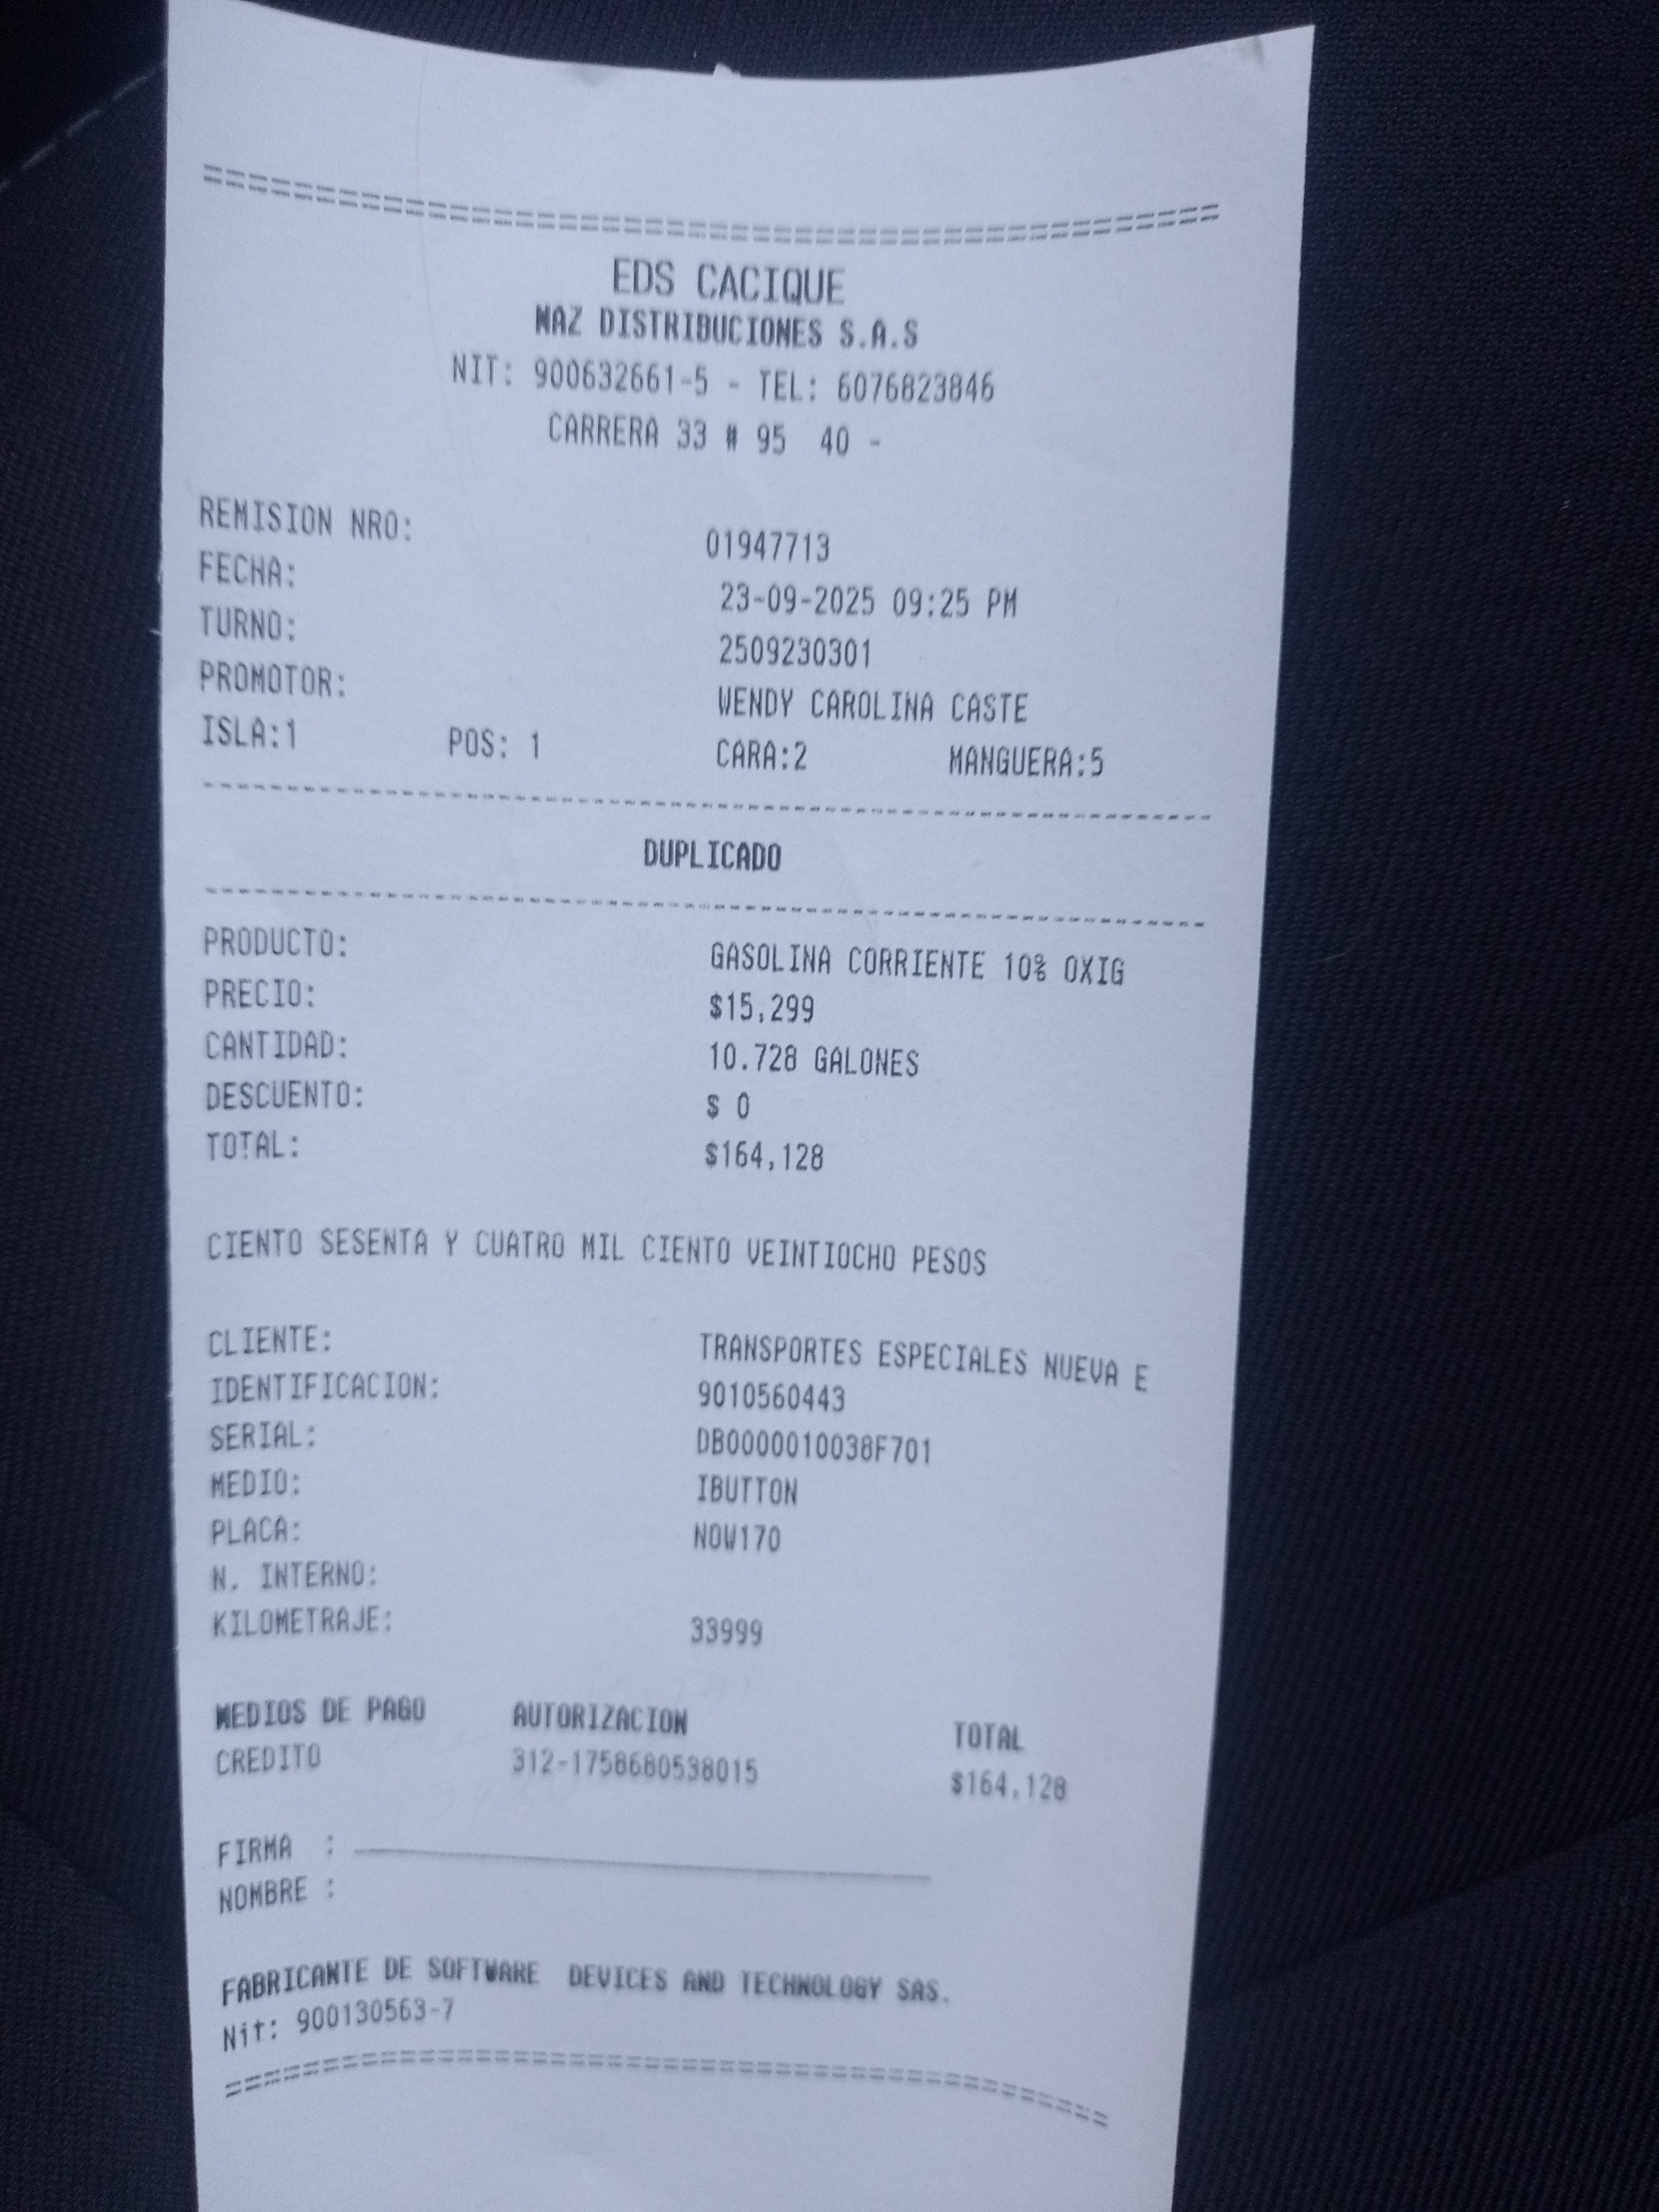 EDS CACIQUE
MAZ DISTRIBUCIONES S.A.S
NIT: 900632661-5 - TEL: 6076823846
CARRERA 33 # 95 40 -
REMISION NRO: 01947713
FECHA: 23-09-2025 09:25 PM
TURNO: 2509230301
PROMOTOR: WENDY CAROLINA CASTE
ISLA:1 POS: 1 CARA:2 MANGUERA:5
DUPLICADO
PRODUCTO: GASOLINA CORRIENTE 10% OXIG
PRECIO: $15,299
CANTIDAD: 10.728 GALONES
DESCUENTO: $ 0
TOTAL: $164,128
CIENTO SESENTA Y CUATRO MIL CIENTO VEINTIOCHO PESOS
CLIENTE: TRANSPORTES ESPECIALES NUEVA E
IDENTIFICACION: 9010560443
SERIAL: DB0000010038F701
MEDIO: IBUTTON
PLACA: NOW170
N. INTERNO:
KILOMETRAJE: 33999
MEDIOS DE PAGO AUTORIZACION TOTAL
CREDITO 312-1758680538015 $164,128
FIRMA :
NOMBRE :
FABRICANTE DE SOFTWARE DEVICES AND TECHNOLOGY SAS.
Nit: 900130563-7